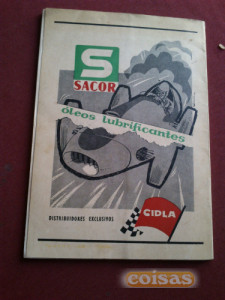 S
SACOR
óleos lubrificantes
DISTRIBUIDORES EXCLUSIVOS
CIDLA
coisas